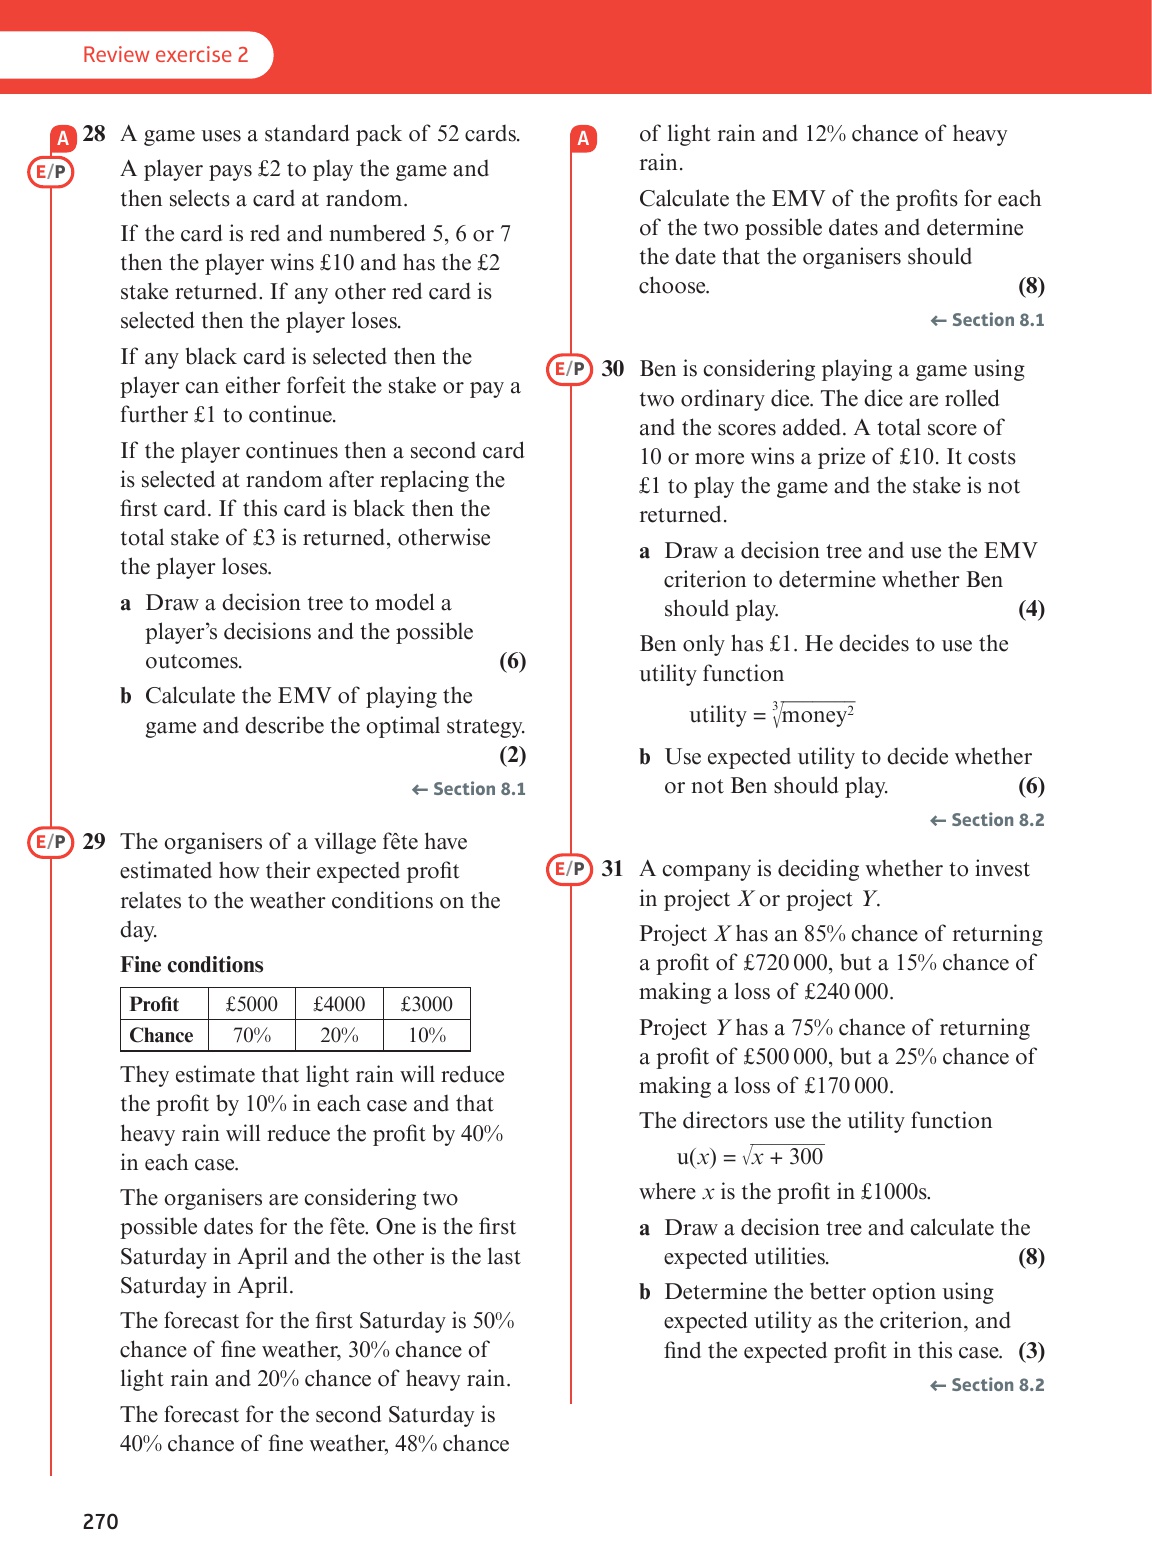 Review exercise 2
A
E/P
28 A game uses a standard pack of 52 cards.
A player pays £2 to play the game and
then selects a card at random.
If the card is red and numbered 5, 6 or 7
then the player wins £10 and has the £2
stake returned. If any other red card is
selected then the player loses.
If any black card is selected then the
player can either forfeit the stake or pay a
further £1 to continue.
If the player continues then a second card
is selected at random after replacing the
first card. If this card is black then the
total stake of £3 is returned, otherwise
the player loses.
a Draw a decision tree to model a
player’s decisions and the possible
outcomes. (6)
b Calculate the EMV of playing the
game and describe the optimal strategy.
(2)
← Section 8.1
E/P
29 The organisers of a village fête have
estimated how their expected profit
relates to the weather conditions on the
day.
Fine conditions
Profit £5000 £4000 £3000
Chance 70% 20% 10%
They estimate that light rain will reduce
the profit by 10% in each case and that
heavy rain will reduce the profit by 40%
in each case.
The organisers are considering two
possible dates for the fête. One is the first
Saturday in April and the other is the last
Saturday in April.
The forecast for the first Saturday is 50%
chance of fine weather, 30% chance of
light rain and 20% chance of heavy rain.
The forecast for the second Saturday is
40% chance of fine weather, 48% chance
A
of light rain and 12% chance of heavy
rain.
Calculate the EMV of the profits for each
of the two possible dates and determine
the date that the organisers should
choose. (8)
← Section 8.1
E/P
30 Ben is considering playing a game using
two ordinary dice. The dice are rolled
and the scores added. A total score of
10 or more wins a prize of £10. It costs
£1 to play the game and the stake is not
returned.
a Draw a decision tree and use the EMV
criterion to determine whether Ben
should play. (4)
Ben only has £1. He decides to use the
utility function
utility = ∛money²
b Use expected utility to decide whether
or not Ben should play. (6)
← Section 8.2
E/P
31 A company is deciding whether to invest
in project X or project Y.
Project X has an 85% chance of returning
a profit of £720 000, but a 15% chance of
making a loss of £240 000.
Project Y has a 75% chance of returning
a profit of £500 000, but a 25% chance of
making a loss of £170 000.
The directors use the utility function
u(x) = √x + 300
where x is the profit in £1000s.
a Draw a decision tree and calculate the
expected utilities. (8)
b Determine the better option using
expected utility as the criterion, and
find the expected profit in this case. (3)
← Section 8.2
270